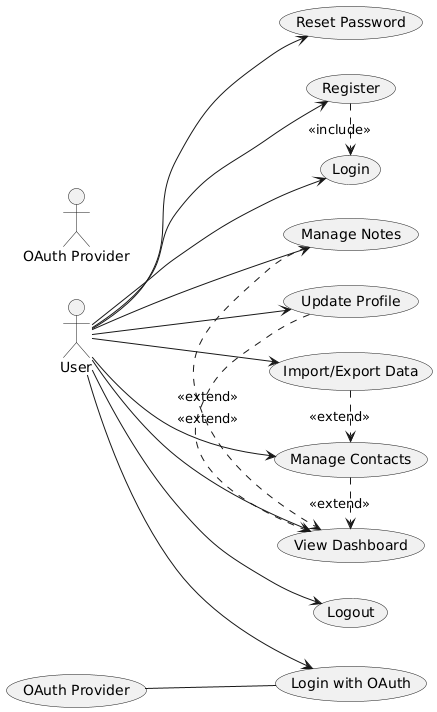 Reset Password
Register
«include»
Login
OAuth Provider
Manage Notes
Update Profile
User
Import/Export Data
«extend»
«extend»
«extend»
Manage Contacts
«extend»
View Dashboard
Logout
OAuth Provider
Login with OAuth